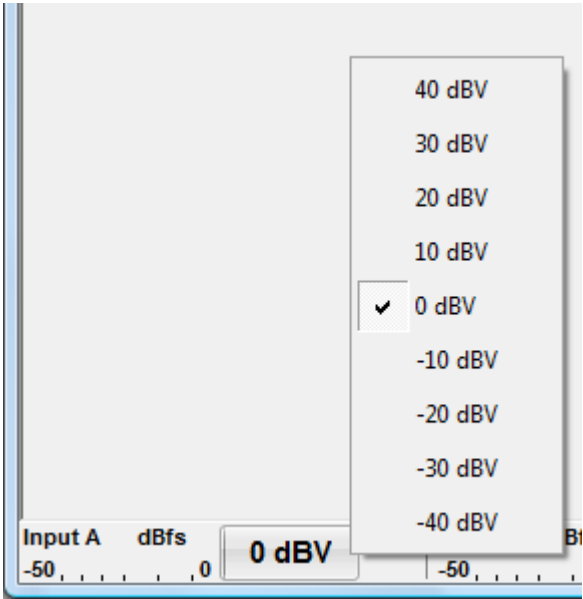 40 dBV
30 dBV
20 dBV
10 dBV
0 dBV
-10 dBV
-20 dBV
-30 dBV
-40 dBV
Input A dBfs
-50 0
0 dBV
-50